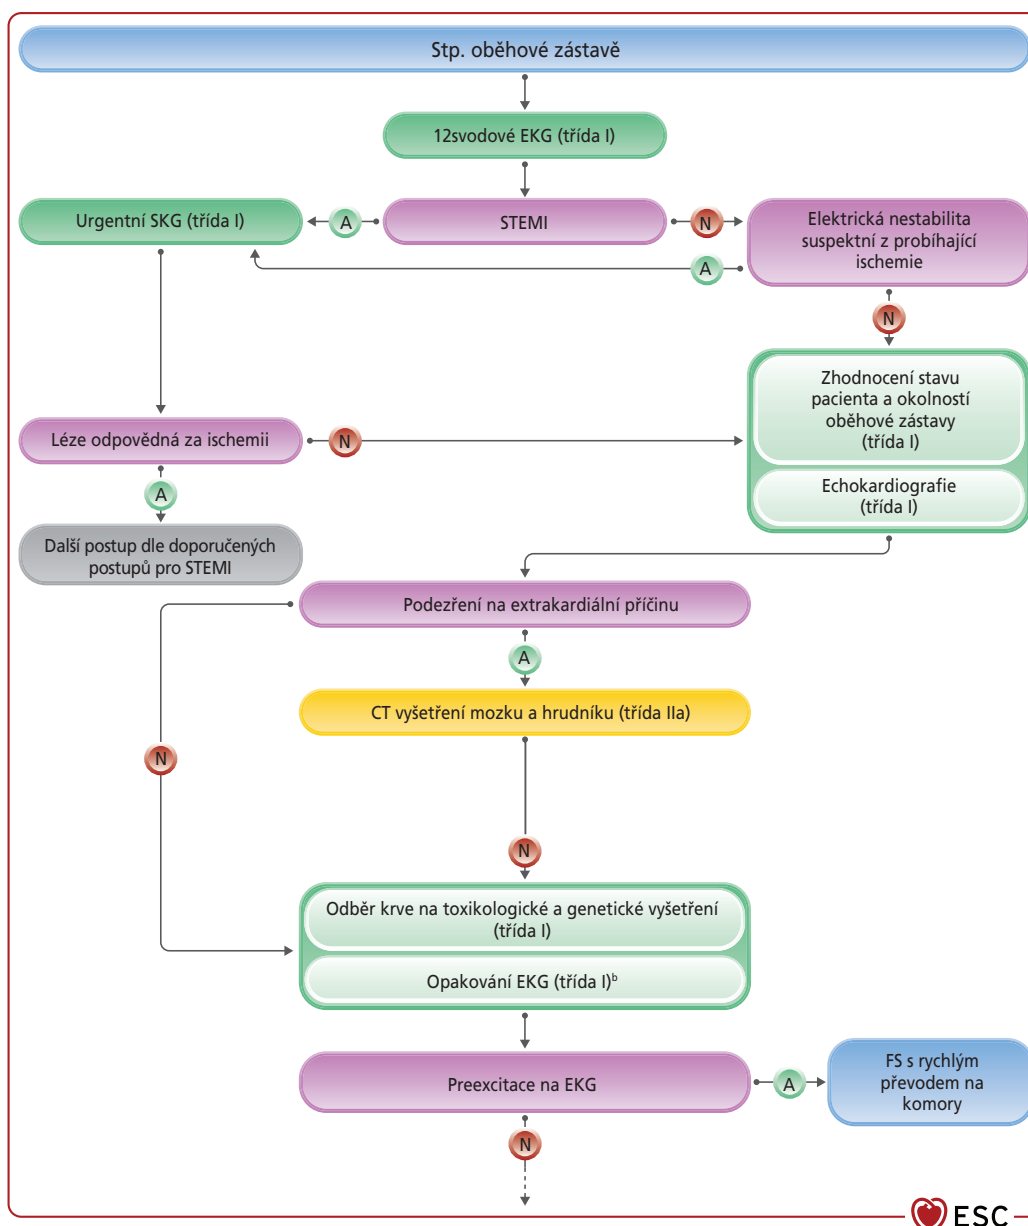 Stp. oběhové zástavě
12svodové EKG (třída I)
Urgentní SKG (třída I)
A
STEMI
N
Elektrická nestabilita
suspektní z probíhající
ischemie
A
N
Zhodnocení stavu
pacienta a okolností
oběhové zástavy
(třída I)
Léze odpovědná za ischemii
N
Echokardiografie
(třída I)
A
Další postup dle doporučených
postupů pro STEMI
Podezření na extrakardiální příčinu
A
CT vyšetření mozku a hrudníku (třída IIa)
N
N
Odběr krve na toxikologické a genetické vyšetření
(třída I)
Opakování EKG (třída I)ᵇ
Preexcitace na EKG
A
FS s rychlým
převodem na
komory
N
ESC